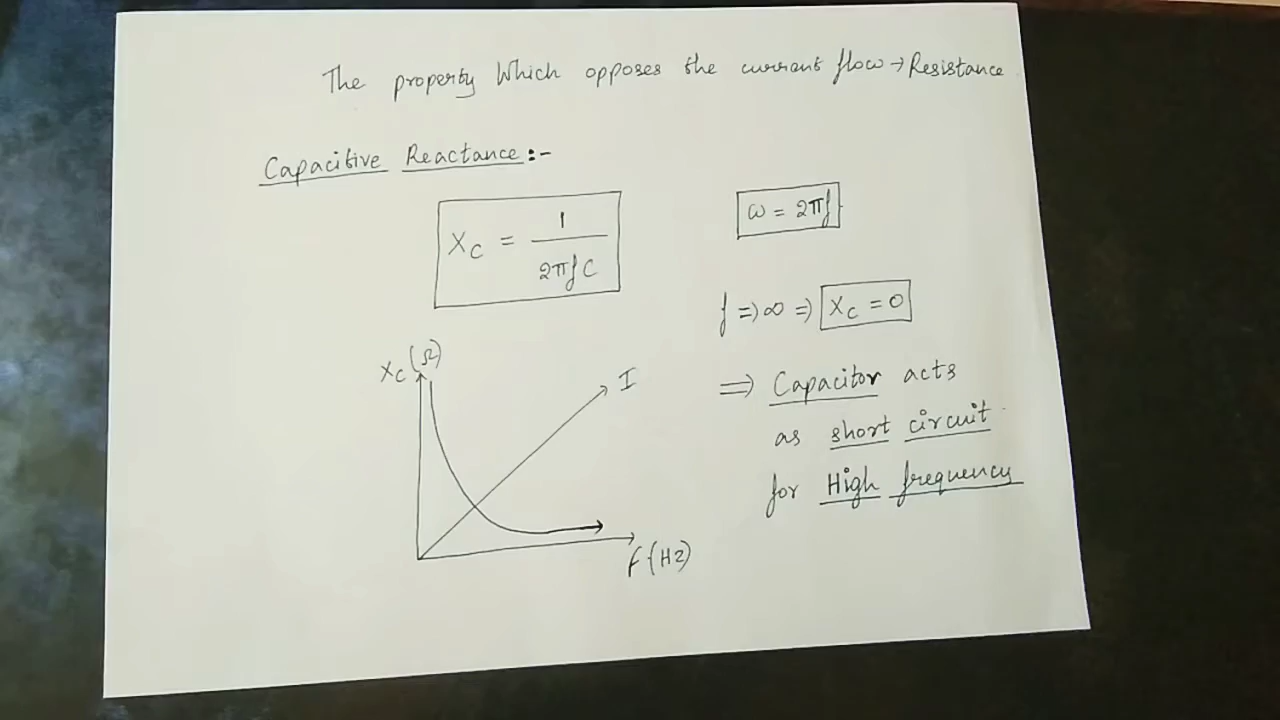 The property Which opposes the current flow → Resistance
Capacitive Reactance :-
X_C = 1 / 2πfC
ω = 2πf
f ⇒ ∞ ⇒ X_C = 0
⇒ Capacitor acts
as short circuit
for High frequency
X_C (Ω)
I
F (HZ)